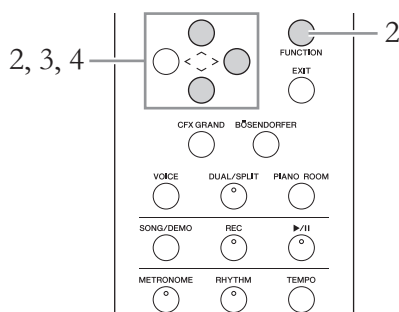 2
FUNCTION
2, 3, 4
EXIT
CFX GRAND BÖSENDORFER
VOICE DUAL/SPLIT PIANO ROOM
SONG/DEMO REC ►/II
METRONOME RHYTHM TEMPO